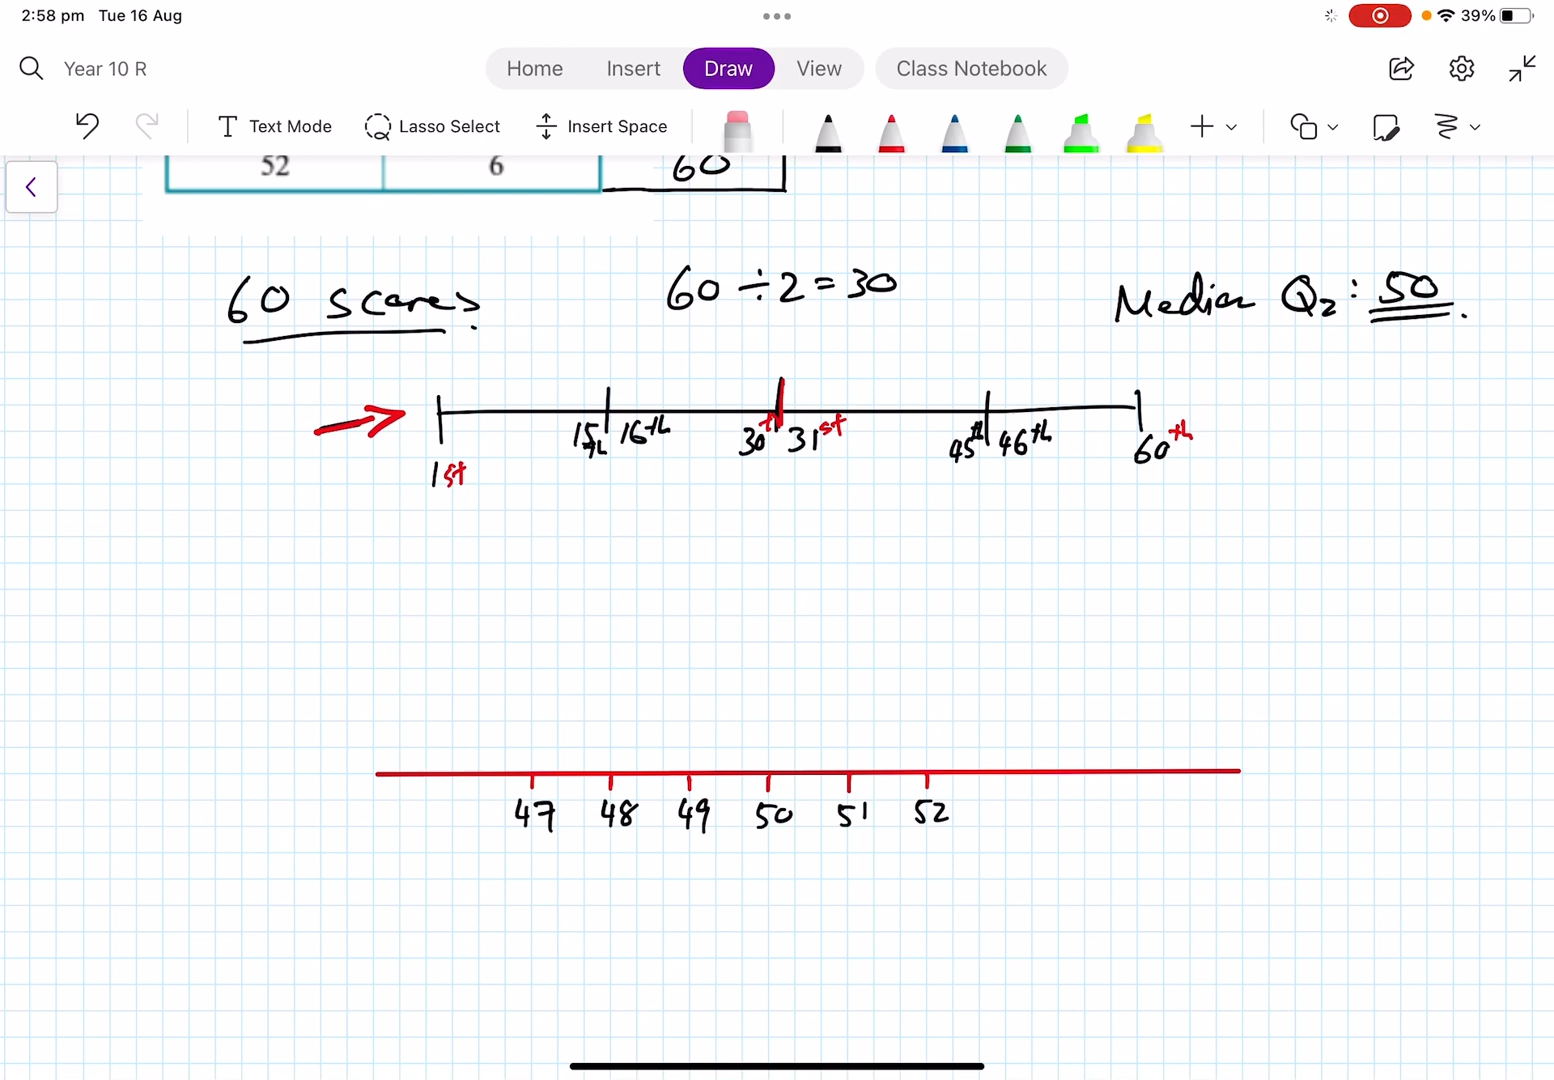 2:58 pm Tue 16 Aug 39%
Year 10 R Home Insert Draw View Class Notebook
Text Mode Lasso Select Insert Space
52 6 60
60 scores. 60 ÷ 2 = 30 Median Q₂ : 50.
15th 16th 30th 31st 45th 46th 60th
1st
47 48 49 50 51 52